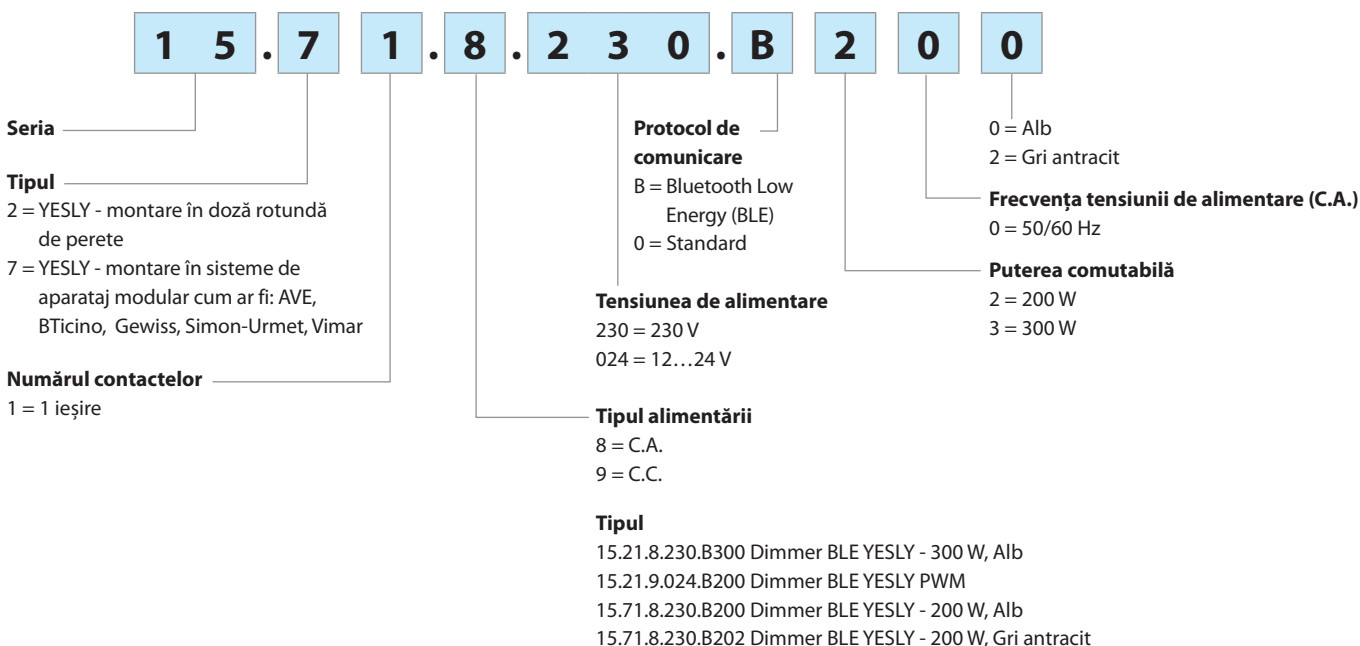 1 5 . 7 1 . 8 . 2 3 0 . B 2 0 0
Seria
Tipul
2 = YESLY - montare în doză rotundă
de perete
7 = YESLY - montare în sisteme de
aparataj modular cum ar fi: AVE,
BTicino, Gewiss, Simon-Urmet, Vimar
Numărul contactelor
1 = 1 ieșire
Protocol de
comunicare
B = Bluetooth Low
Energy (BLE)
0 = Standard
Tensiunea de alimentare
230 = 230 V
024 = 12…24 V
Tipul alimentării
8 = C.A.
9 = C.C.
Tipul
15.21.8.230.B300 Dimmer BLE YESLY - 300 W, Alb
15.21.9.024.B200 Dimmer BLE YESLY PWM
15.71.8.230.B200 Dimmer BLE YESLY - 200 W, Alb
15.71.8.230.B202 Dimmer BLE YESLY - 200 W, Gri antracit
0 = Alb
2 = Gri antracit
Frecvența tensiunii de alimentare (C.A.)
0 = 50/60 Hz
Puterea comutabilă
2 = 200 W
3 = 300 W